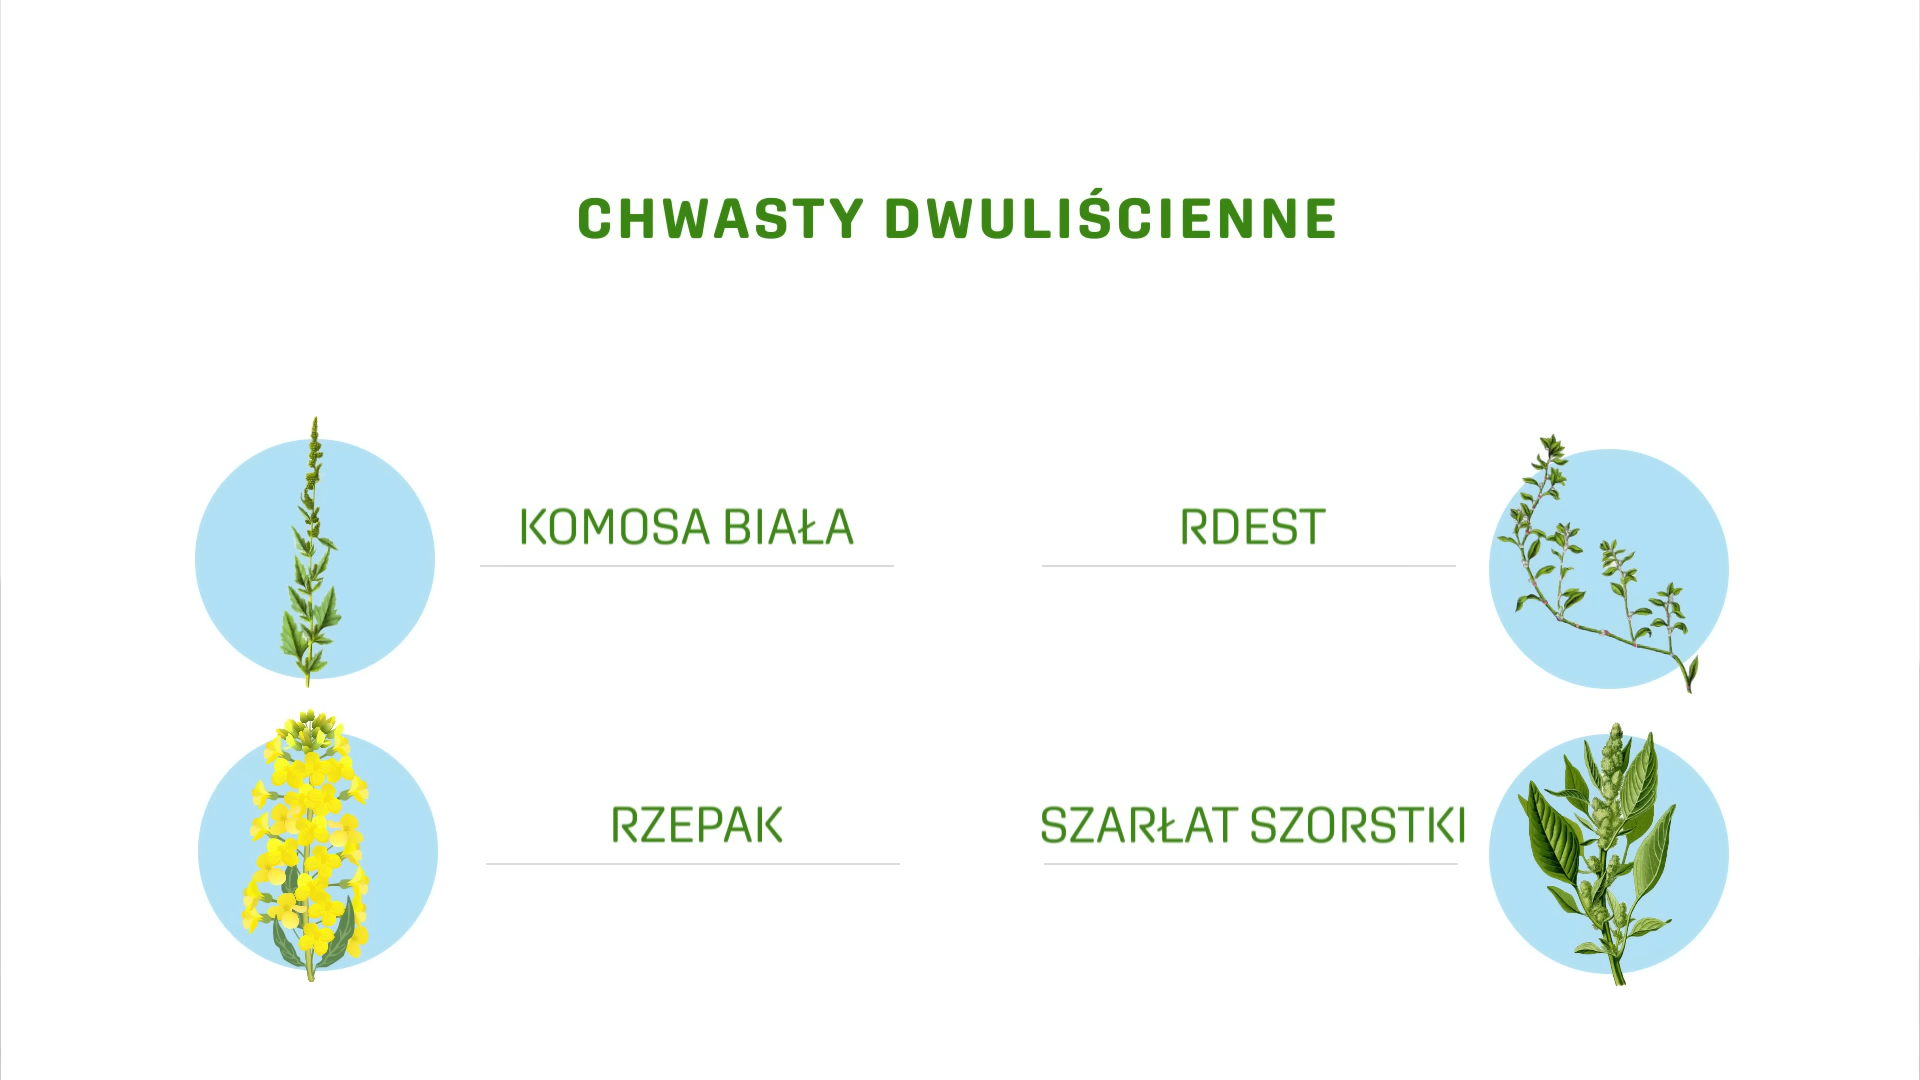 CHWASTY DWULIŚCIENNE
KOMOSA BIAŁA
RDEST
RZEPAK
SZARŁAT SZORSTKI